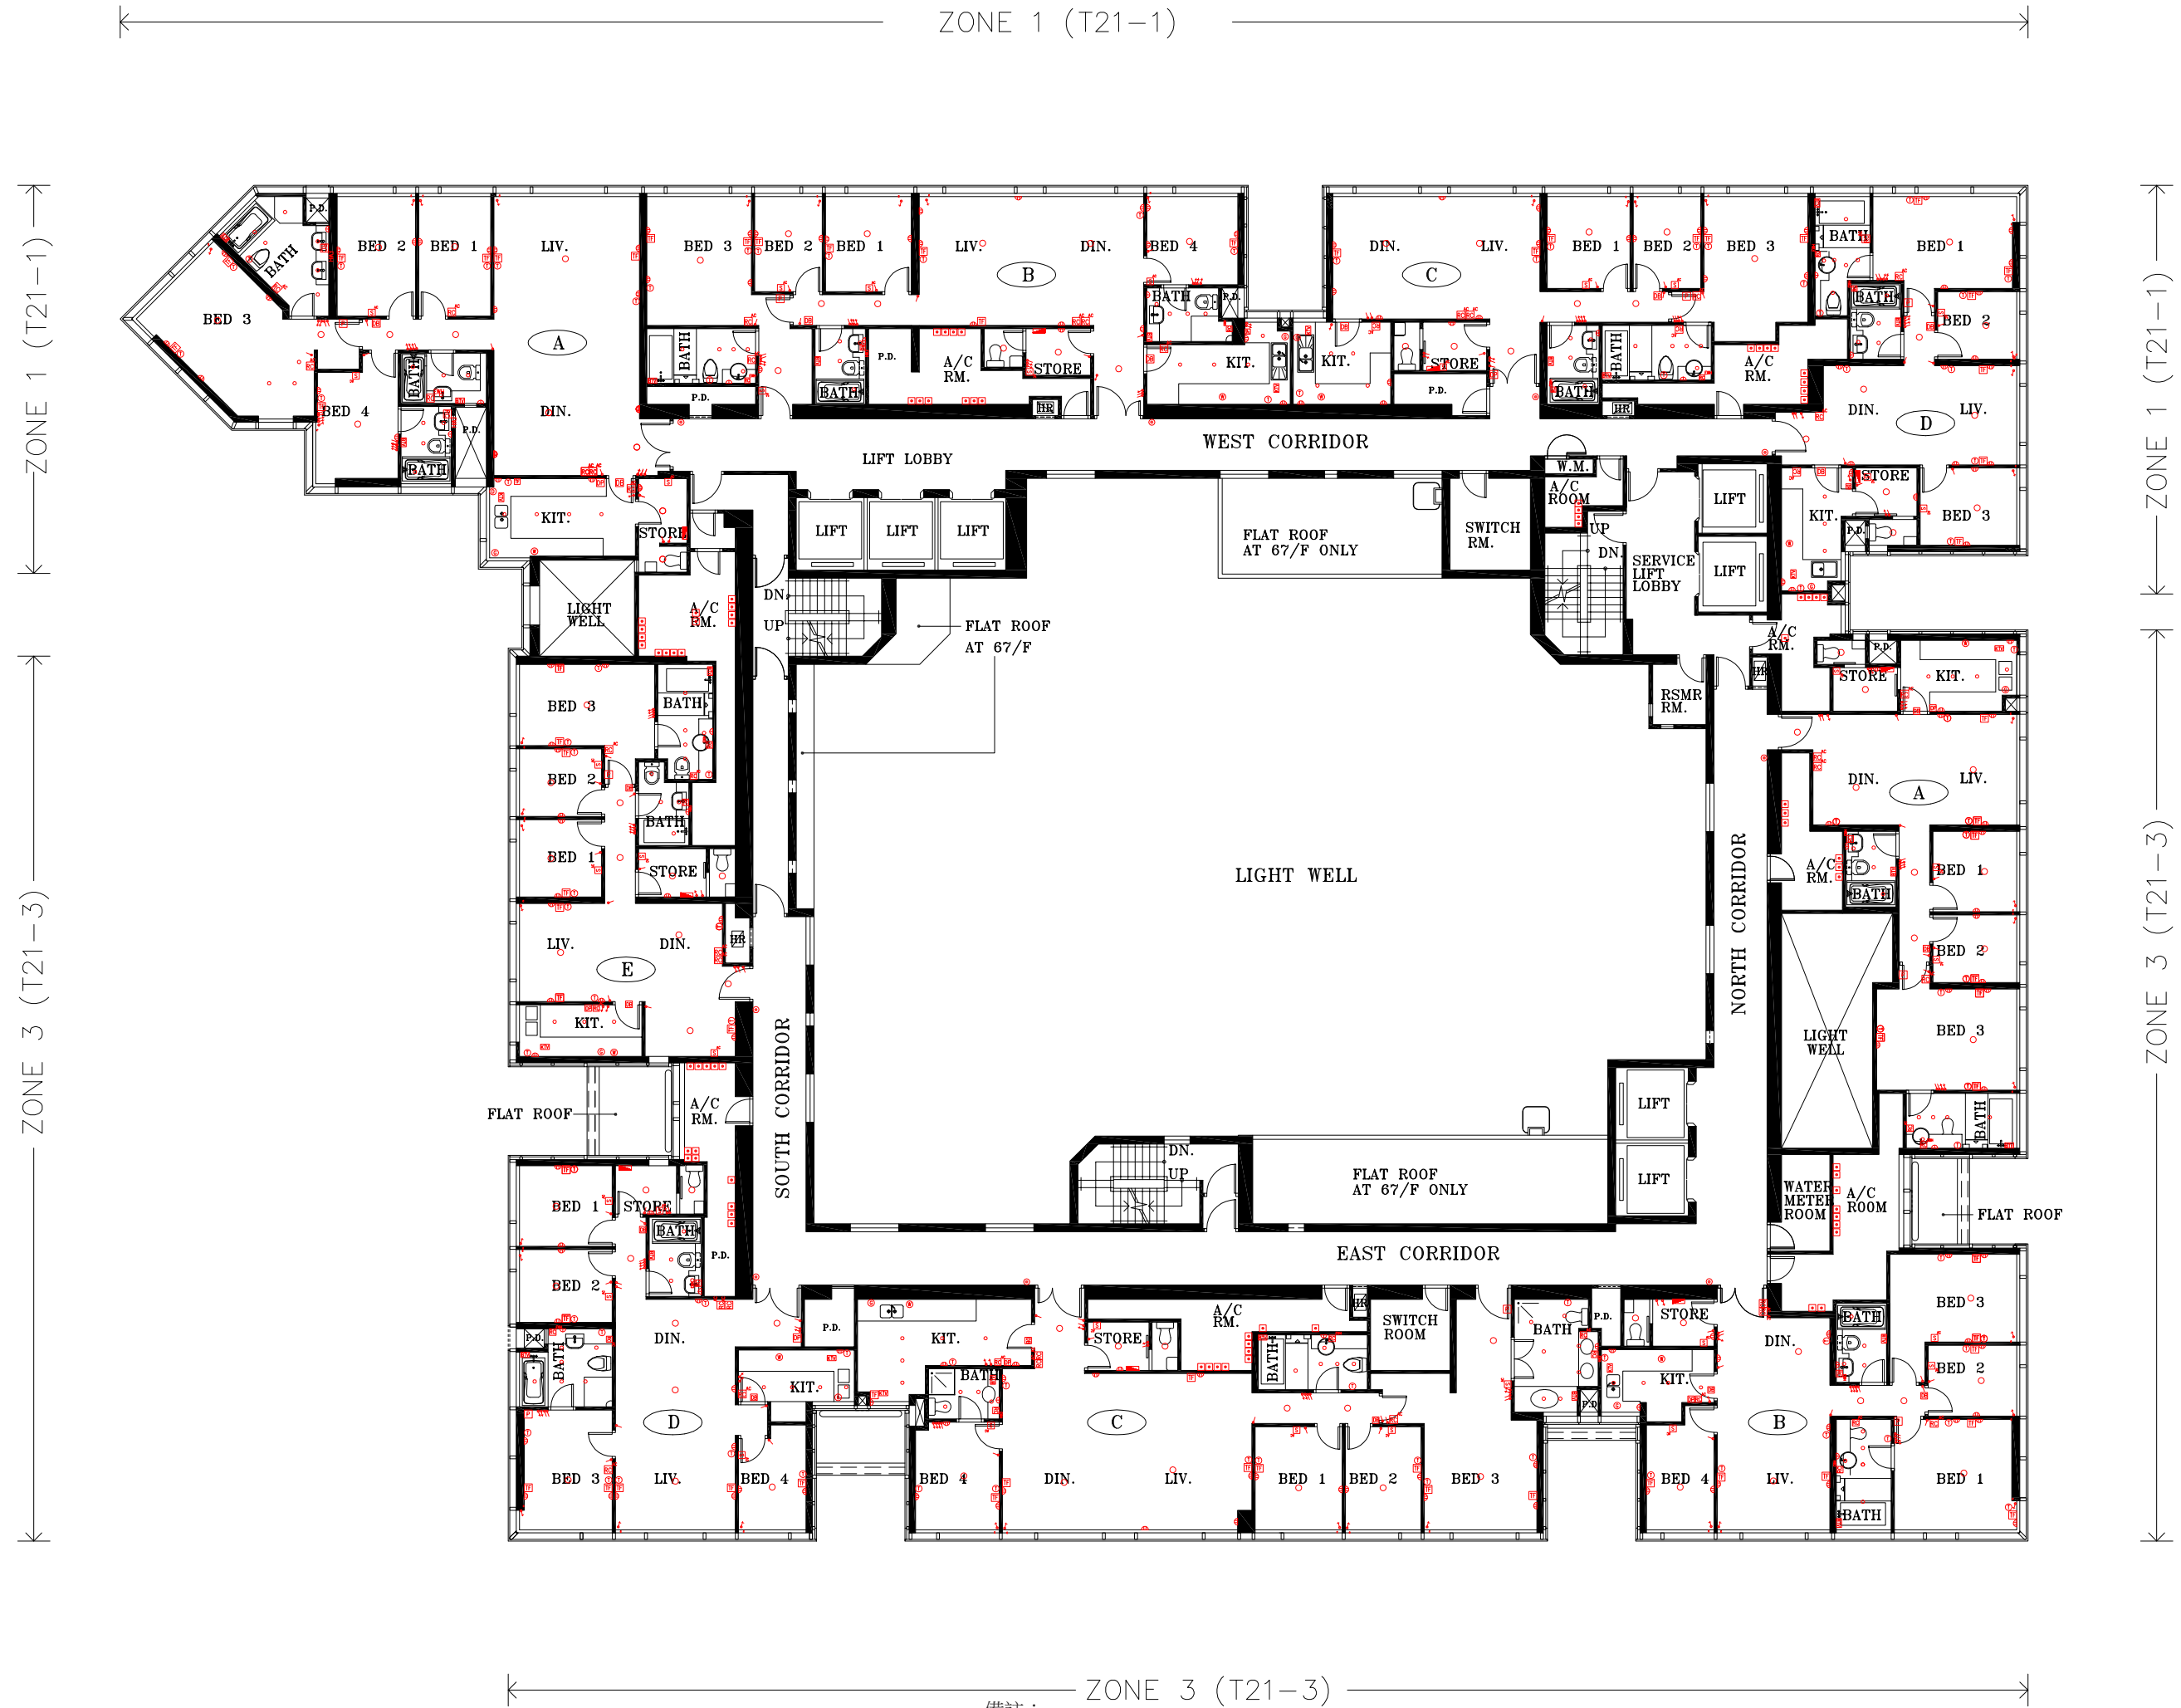 ZONE 1 (T21-1)
ZONE 1 (T21-1)
ZONE 1 (T21-1)
BATH
P.D.
BED 2
BED 1
LIV.
BED 3
BED 2
BED 1
LIV.
DIN.
BED 4
B
DIN.
LIV.
C
BED 1
BED 2
BED 3
BATH
BED 1
BED 3
A
BATH
P.D.
BATH
BED 2
BATH
BATH
P.D.
A/C
RM.
STORE
KIT.
KIT.
STORE
BATH
A/C
RM.
BED 4
DIN.
P.D.
BATH
HR
P.D.
BATH
HR
DIN.
LIV.
D
P.D.
BATH
LIFT LOBBY
WEST CORRIDOR
W.M.
A/C
ROOM
LIFT
STORE
KIT.
STORE
LIFT
LIFT
LIFT
FLAT ROOF
AT 67/F ONLY
SWITCH
RM.
UP
DN.
SERVICE
LIFT
LOBBY
LIFT
KIT.
P.D.
BED 3
LIGHT
WELL
A/C
RM.
DN.
UP
FLAT ROOF
AT 67/F
A/C
RM.
HR
P.D.
STORE
KIT.
RSMR
RM.
BED 3
BATH
BED 2
BATH
BED 1
STORE
LIGHT WELL
NORTH CORRIDOR
DIN.
LIV.
A
A/C
RM.
BATH
BED 1
BED 2
LIV.
DIN.
HR
E
KIT.
ZONE 3 (T21-3)
ZONE 3 (T21-3)
SOUTH CORRIDOR
LIGHT
WELL
BED 3
BATH
FLAT ROOF
A/C
RM.
LIFT
LIFT
DN.
UP
FLAT ROOF
AT 67/F ONLY
WATER
METER
ROOM
A/C
ROOM
FLAT ROOF
BED 1
STORE
BATH
P.D.
BED 2
EAST CORRIDOR
P.D.
BATH
DIN.
P.D.
KIT.
STORE
A/C
RM.
HR
SWITCH
ROOM
BATH
P.D.
STORE
DIN.
BATH
BED 3
KIT.
BATH
BATH
P.D.
KIT.
BED 2
D
C
B
BED 3
LIV.
BED 4
BED 4
DIN.
LIV.
BED 1
BED 2
BED 3
BED 4
LIV.
BED 1
BATH
ZONE 3 (T21-3)